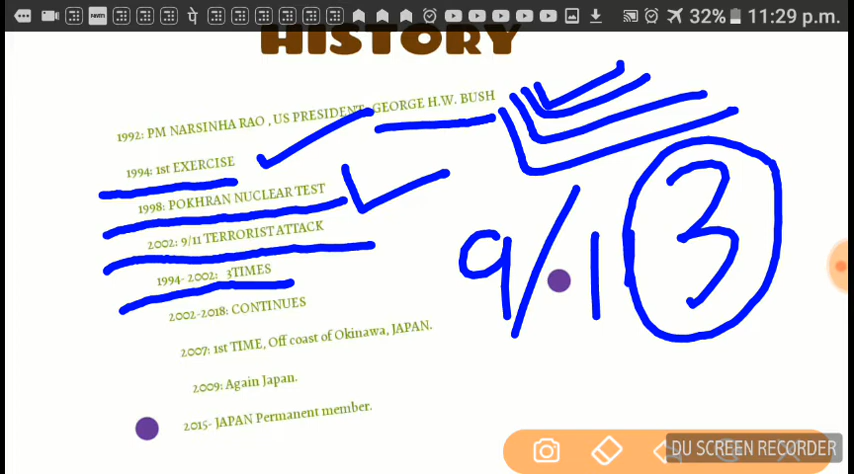 Paytm पे 32% 11:29 p.m.
HISTORY
1992: PM NARSINHA RAO , US PRESIDENT- GEORGE H.W. BUSH
1994: 1st EXERCISE
1998: POKHRAN NUCLEAR TEST
2002: 9/11 TERRORIST ATTACK
1994- 2002: 3TIMES
2002-2018: CONTINUES
2007: 1st TIME, Off coast of Okinawa, JAPAN.
2009: Again Japan.
2015- JAPAN Permanent member.
9/1 3
DU SCREEN RECORDER